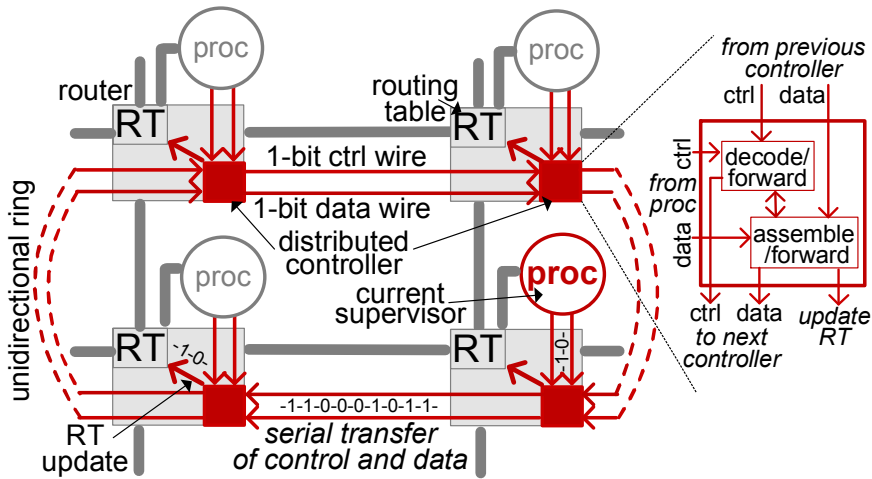 proc
proc
from previous
controller
router
routing
table
ctrl
data
RT
RT
1-bit ctrl wire
ctrl
decode/
forward
from
proc
1-bit data wire
data
assemble
/forward
unidirectional ring
distributed
controller
proc
proc
current
supervisor
ctrl
data
update
RT
to next
controller
RT
-1-0-
RT
-1-0-
-1-1-0-0-0-1-0-1-1-
RT
update
serial transfer
of control and data